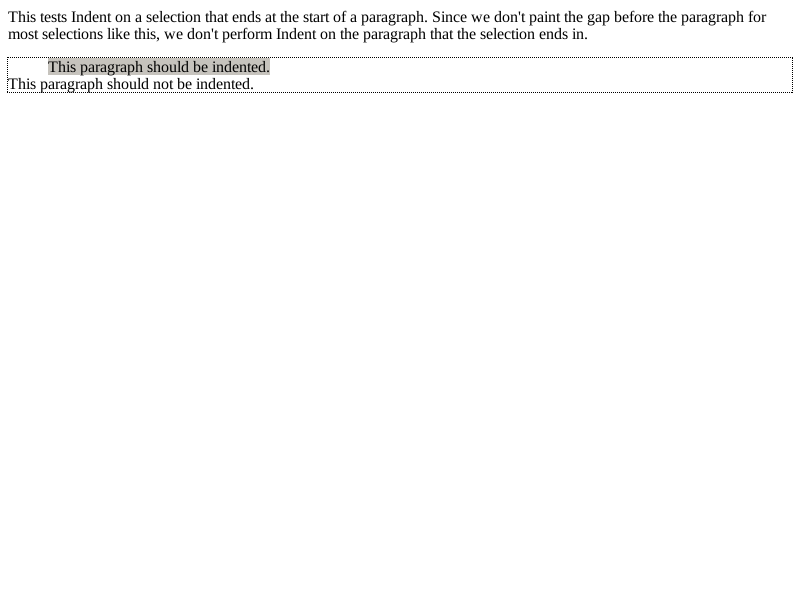 This tests Indent on a selection that ends at the start of a paragraph. Since we don't paint the gap before the paragraph for
most selections like this, we don't perform Indent on the paragraph that the selection ends in.
This paragraph should be indented.
This paragraph should not be indented.